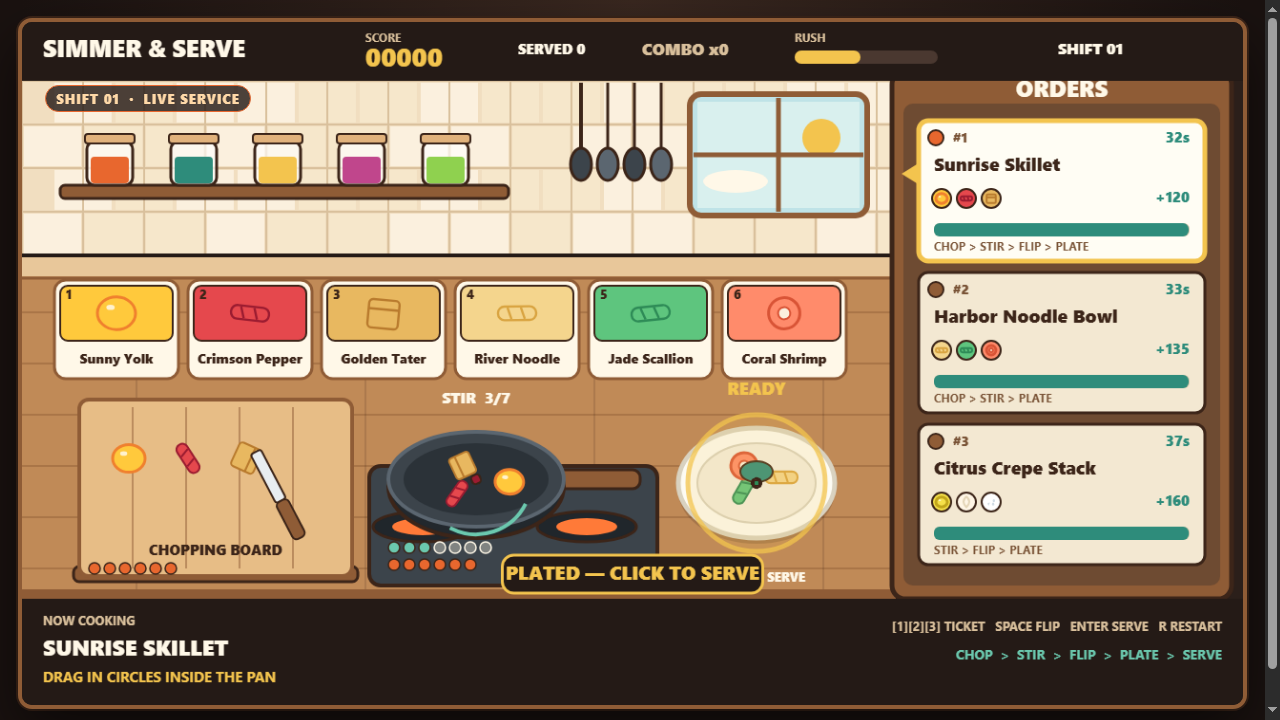 SIMMER & SERVE
SCORE
00000
SERVED 0
COMBO x0
RUSH
SHIFT 01
SHIFT 01 · LIVE SERVICE
ORDERS
#1
32s
Sunrise Skillet
+120
CHOP > STIR > FLIP > PLATE
#2
33s
Harbor Noodle Bowl
+135
CHOP > STIR > PLATE
#3
37s
Citrus Crepe Stack
+160
STIR > FLIP > PLATE
1
Sunny Yolk
2
Crimson Pepper
3
Golden Tater
4
River Noodle
5
Jade Scallion
6
Coral Shrimp
STIR 3/7
READY
CHOPPING BOARD
PLATED — CLICK TO SERVE
SERVE
NOW COOKING
SUNRISE SKILLET
DRAG IN CIRCLES INSIDE THE PAN
[1][2][3] TICKET SPACE FLIP ENTER SERVE R RESTART
CHOP > STIR > FLIP > PLATE > SERVE